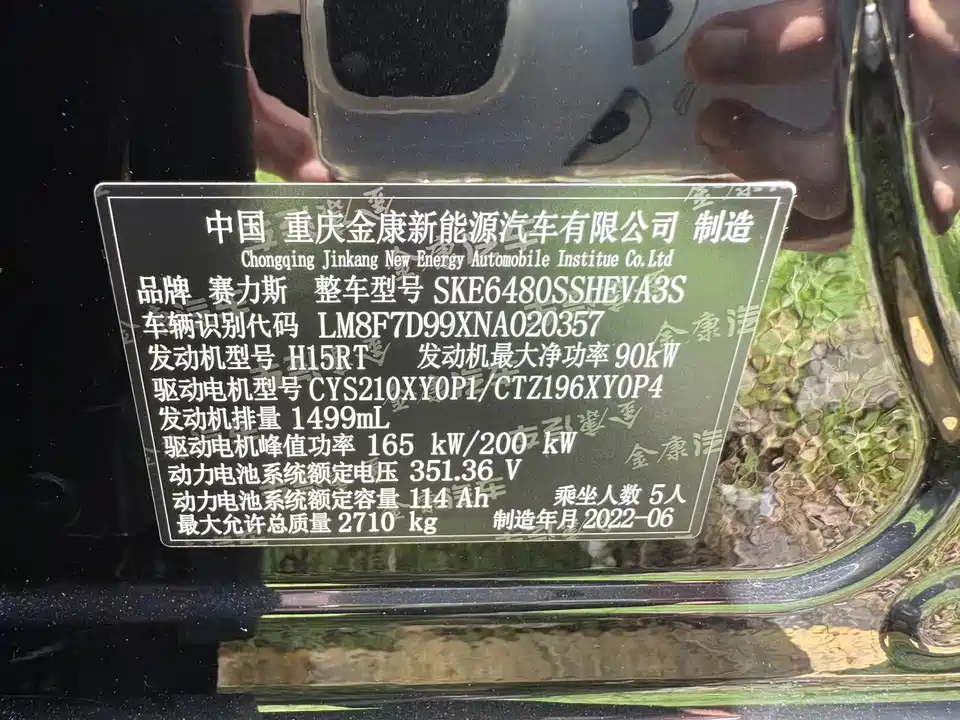 中国 重庆金康新能源汽车有限公司 制造
Chongqing Jinkang New Energy Automobile Institue Co.Ltd
品牌 赛力斯 整车型号 SKE6480SSHEVA3S
车辆识别代码 LM8F7D99XNA020357
发动机型号 H15RT 发动机最大净功率 90kW
驱动电机型号 CYS210XY0P1/CTZ196XY0P4
发动机排量 1499mL
驱动电机峰值功率 165 kW/200 kW
动力电池系统额定电压 351.36 V
动力电池系统额定容量 114 Ah 乘坐人数 5人
最大允许总质量 2710 kg 制造年月 2022-06
金康汽
金康汽